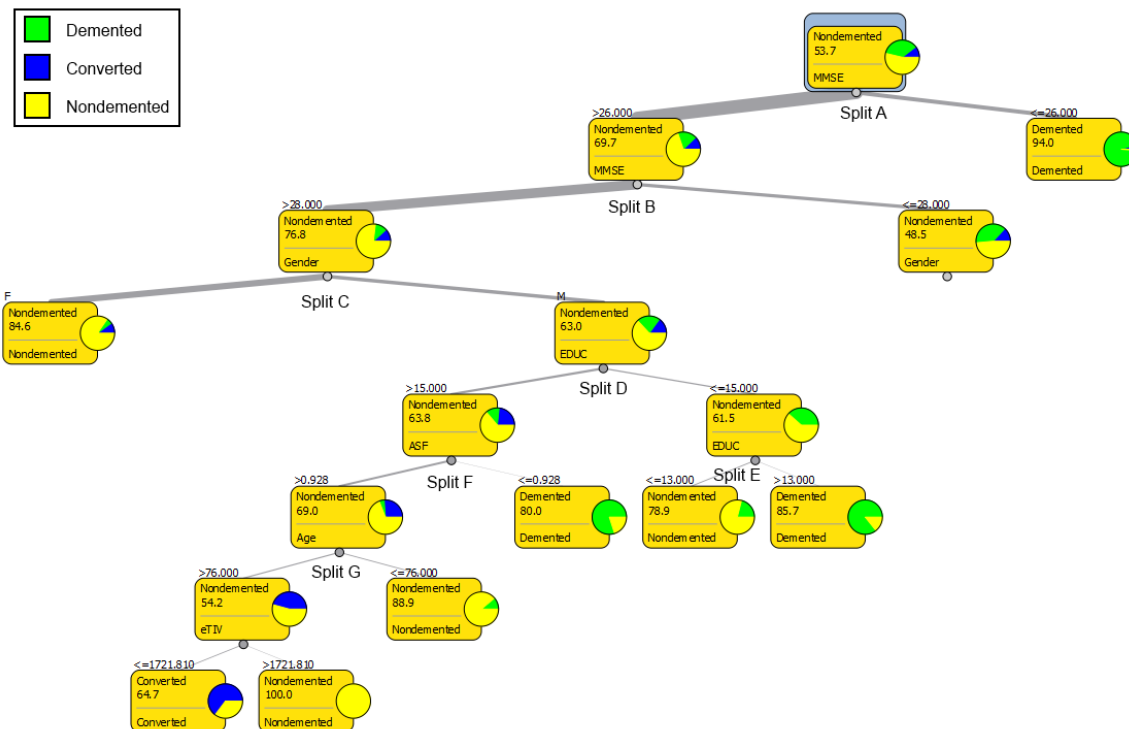 Demented
Converted
Nondemented
Nondemented
53.7
MMSE
Split A
>26.000
Nondemented
69.7
MMSE
<=26.000
Demented
94.0
Demented
Split B
>28.000
Nondemented
76.8
Gender
<=28.000
Nondemented
48.5
Gender
Split C
F
Nondemented
84.6
Nondemented
M
Nondemented
63.0
EDUC
Split D
>15.000
Nondemented
63.8
ASF
<=15.000
Nondemented
61.5
EDUC
Split F
Split E
>0.928
Nondemented
69.0
Age
<=0.928
Demented
80.0
Demented
<=13.000
Nondemented
78.9
Nondemented
>13.000
Demented
85.7
Demented
Split G
>76.000
Nondemented
54.2
eTIV
<=76.000
Nondemented
88.9
Nondemented
<=1721.810
Converted
64.7
Converted
>1721.810
Nondemented
100.0
Nondemented